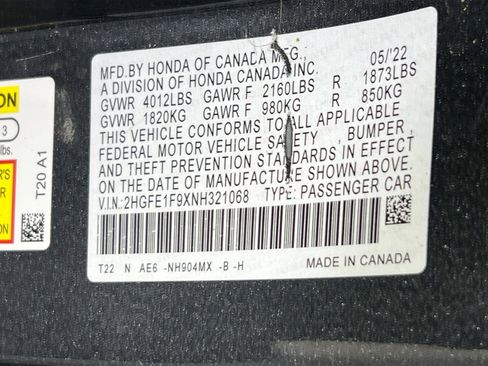 MFD.BY HONDA OF CANADA MFG., 05/'22
A DIVISION OF HONDA CANADA INC.
GVWR 4012LBS GAWR F 2160LBS R 1873LBS
GVWR 1820KG GAWR F 980KG R 850KG
THIS VEHICLE CONFORMS TO ALL APPLICABLE
FEDERAL MOTOR VEHICLE SAFETY, BUMPER,
AND THEFT PREVENTION STANDARDS IN EFFECT
ON THE DATE OF MANUFACTURE SHOWN ABOVE.
V.I.N.:2HGFE1F9XNH321068 TYPE: PASSENGER CAR
T22 N AE6 -NH904MX -B -H MADE IN CANADA
ON
3
lbs.
R'S
T20 A1